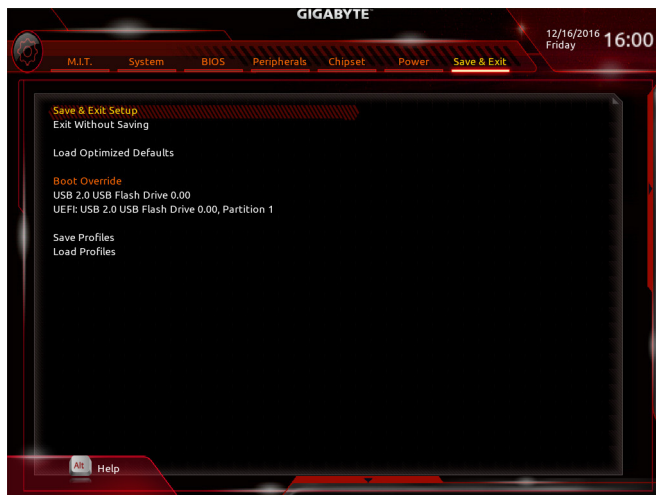 GIGABYTE™
12/16/2016
Friday
16:00
M.I.T. System BIOS Peripherals Chipset Power Save & Exit
Save & Exit Setup
Exit Without Saving
Load Optimized Defaults
Boot Override
USB 2.0 USB Flash Drive 0.00
UEFI: USB 2.0 USB Flash Drive 0.00, Partition 1
Save Profiles
Load Profiles
Alt Help